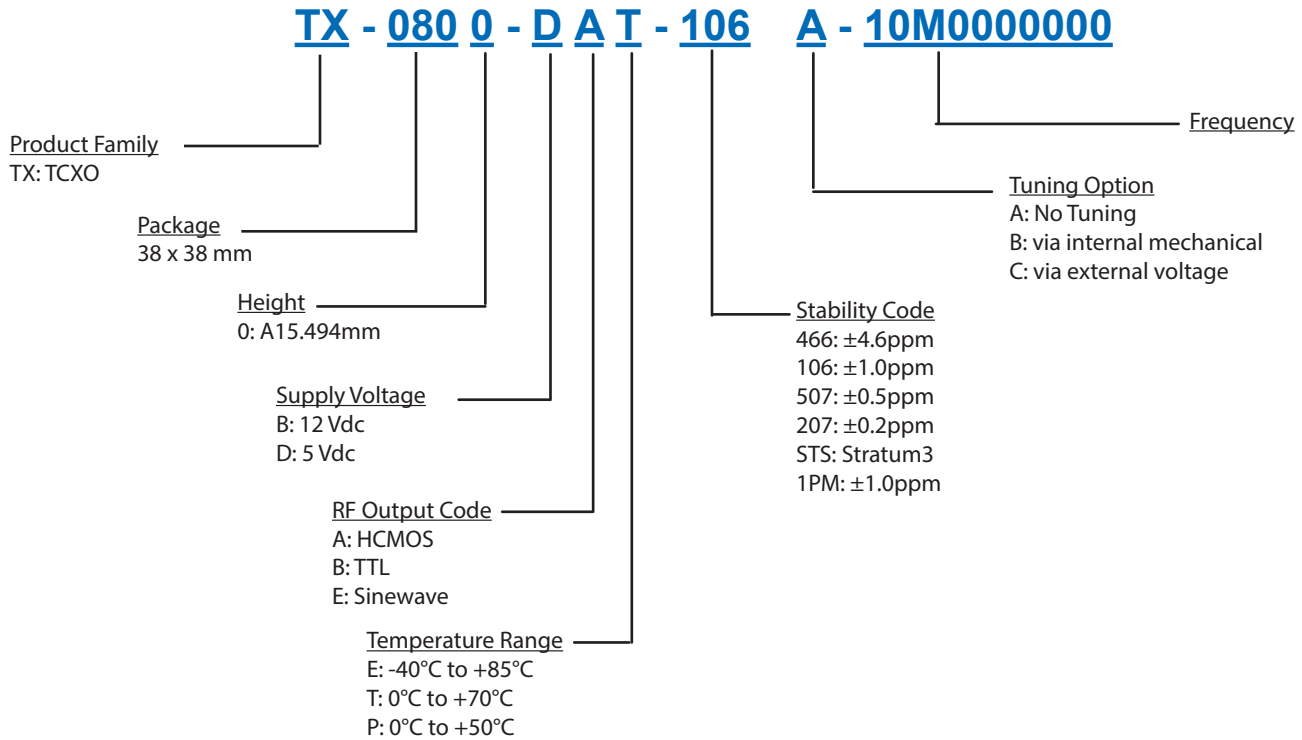 TX - 080 0 - D A T - 106 A - 10M0000000
Frequency
Product Family
TX: TCXO
Tuning Option
A: No Tuning
B: via internal mechanical
C: via external voltage
Package
38 x 38 mm
Height
0: A15.494mm
Stability Code
466: ±4.6ppm
106: ±1.0ppm
507: ±0.5ppm
207: ±0.2ppm
STS: Stratum3
1PM: ±1.0ppm
Supply Voltage
B: 12 Vdc
D: 5 Vdc
RF Output Code
A: HCMOS
B: TTL
E: Sinewave
Temperature Range
E: -40°C to +85°C
T: 0°C to +70°C
P: 0°C to +50°C